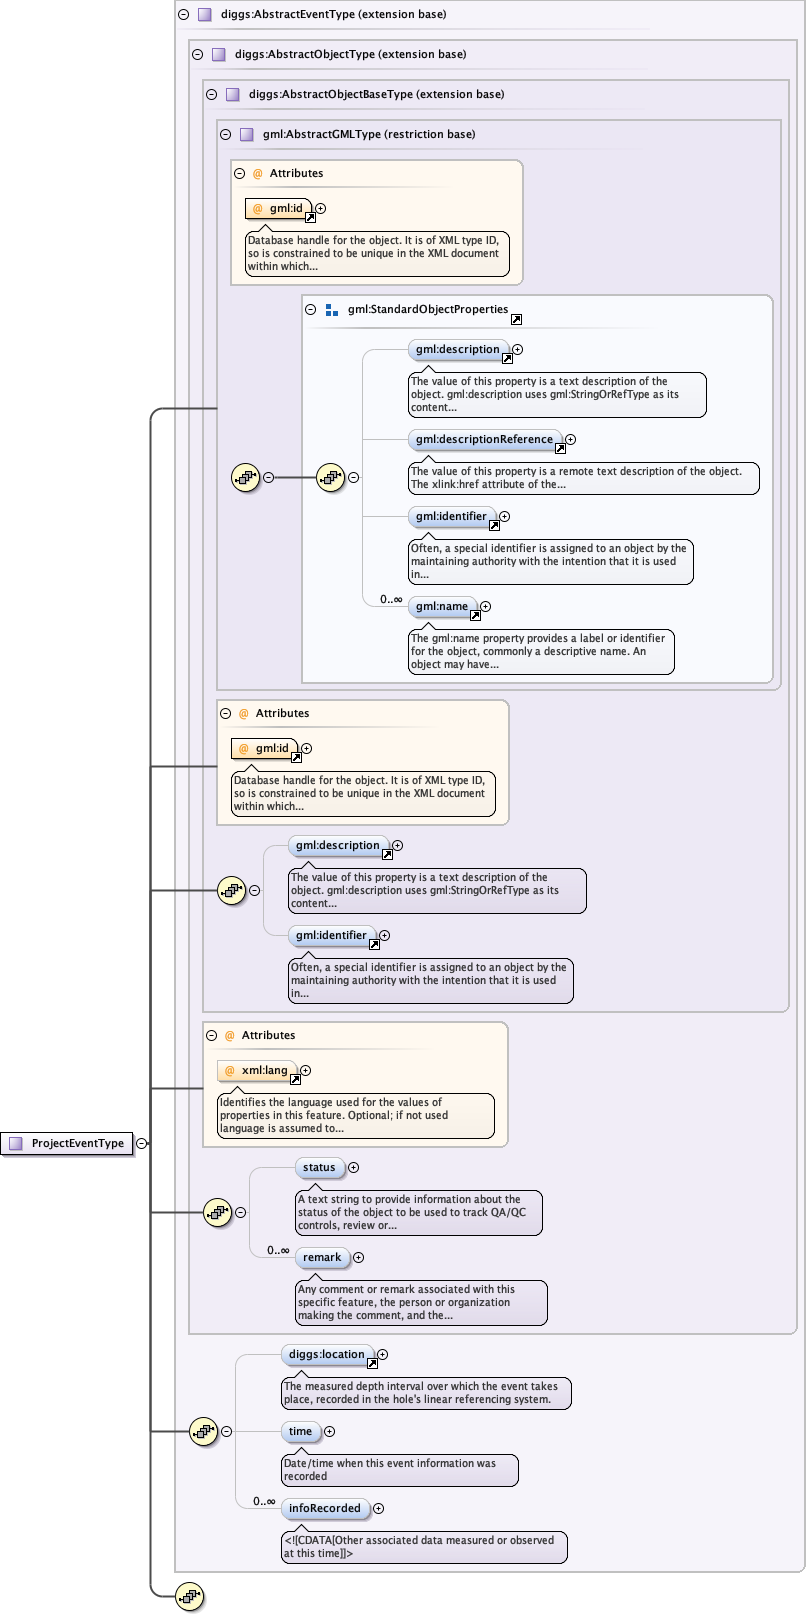 diggs:AbstractEventType (extension base)
diggs:AbstractObjectType (extension base)
diggs:AbstractObjectBaseType (extension base)
gml:AbstractGMLType (restriction base)
@ Attributes
@ gml:id
Database handle for the object. It is of XML type ID,
so is constrained to be unique in the XML document
within which...
gml:StandardObjectProperties
gml:description
The value of this property is a text description of the
object. gml:description uses gml:StringOrRefType as its
content...
gml:descriptionReference
The value of this property is a remote text description of the object.
The xlink:href attribute of the...
gml:identifier
Often, a special identifier is assigned to an object by the
maintaining authority with the intention that it is used
in...
0..∞
gml:name
The gml:name property provides a label or identifier
for the object, commonly a descriptive name. An
object may have...
@ Attributes
@ gml:id
Database handle for the object. It is of XML type ID,
so is constrained to be unique in the XML document
within which...
gml:description
The value of this property is a text description of the
object. gml:description uses gml:StringOrRefType as its
content...
gml:identifier
Often, a special identifier is assigned to an object by the
maintaining authority with the intention that it is used
in...
@ Attributes
@ xml:lang
Identifies the language used for the values of
properties in this feature. Optional; if not used
language is assumed to...
ProjectEventType
status
A text string to provide information about the
status of the object to be used to track QA/QC
controls, review or...
0..∞
remark
Any comment or remark associated with this
specific feature, the person or organization
making the comment, and the...
diggs:location
The measured depth interval over which the event takes
place, recorded in the hole's linear referencing system.
time
Date/time when this event information was
recorded
0..∞
infoRecorded
<![CDATA[Other associated data measured or observed
at this time]]>